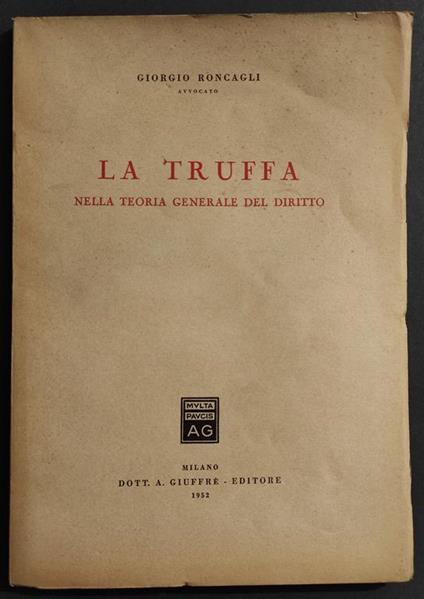 GIORGIO RONCAGLI
AVVOCATO
LA TRUFFA
NELLA TEORIA GENERALE DEL DIRITTO
MVLTA
PAVCIS
AG
MILANO
DOTT. A. GIUFFRÈ - EDITORE
1952